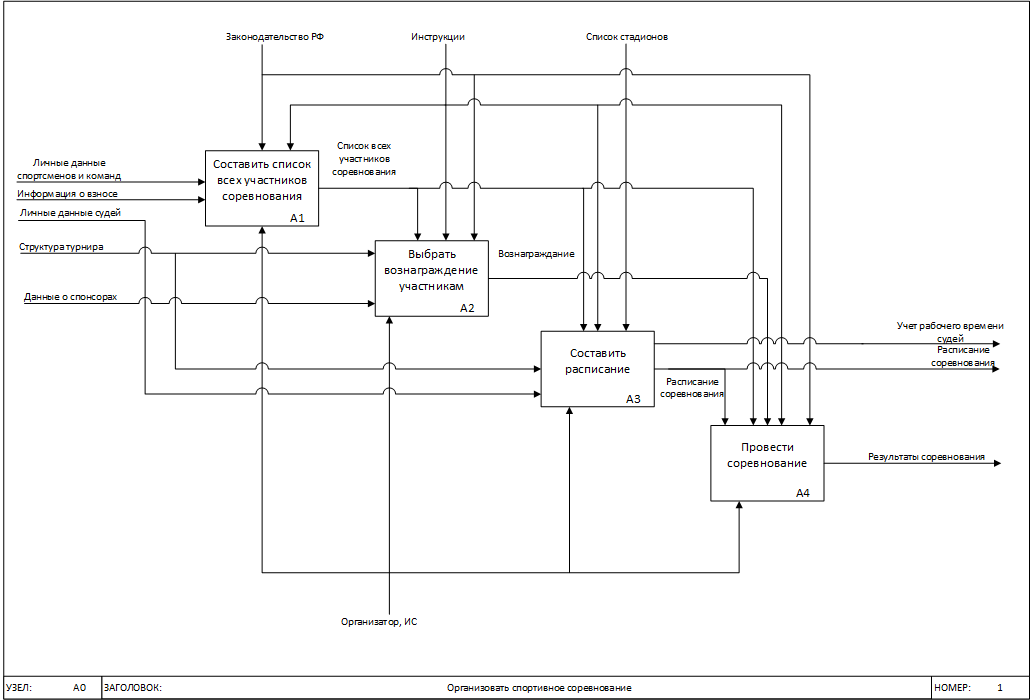 Законодательство РФ
Инструкции
Список стадионов
Личные данные
спортсменов и команд
Информация о взносе
Личные данные судей
Структура турнира
Данные о спонсорах
Составить список
всех участников
соревнования
A1
Список всех
участников
соревнования
Выбрать
вознаграждение
участникам
A2
Вознаграждание
Составить
расписание
A3
Учет рабочего времени
судей
Расписание
соревнования
Расписание
соревнования
Провести
соревнование
A4
Результаты соревнования
Организатор, ИС
УЗЕЛ: A0 ЗАГОЛОВОК: Организовать спортивное соревнование НОМЕР: 1